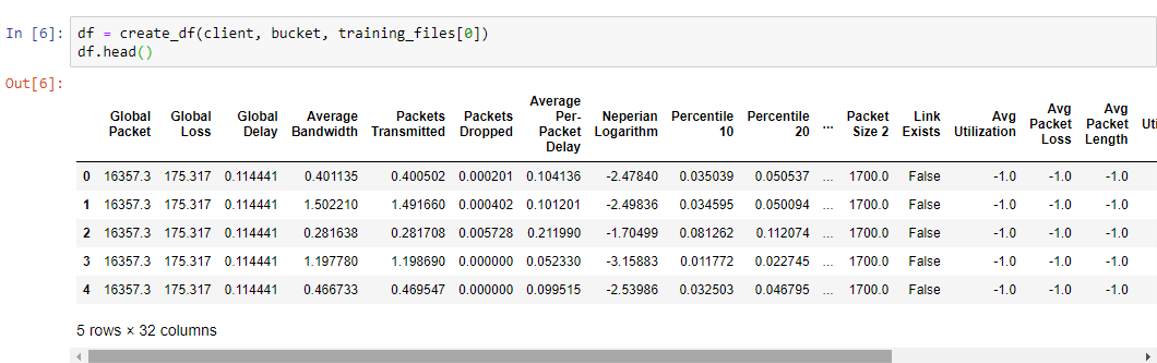 In [6]: df = create_df(client, bucket, training_files[0])
df.head()
Out[6]:
Global Packet Global Loss Global Delay Average Bandwidth Packets Transmitted Packets Dropped Average Per-Packet Delay Neperian Logarithm Percentile 10 Percentile 20 ... Packet Size 2 Link Exists Avg Utilization Avg Packet Loss Avg Packet Length Uti
0 16357.3 175.317 0.114441 0.401135 0.400502 0.000201 0.104136 -2.47840 0.035039 0.050537 ... 1700.0 False -1.0 -1.0 -1.0
1 16357.3 175.317 0.114441 1.502210 1.491660 0.000402 0.101201 -2.49836 0.034595 0.050094 ... 1700.0 False -1.0 -1.0 -1.0
2 16357.3 175.317 0.114441 0.281638 0.281708 0.005728 0.211990 -1.70499 0.081262 0.112074 ... 1700.0 False -1.0 -1.0 -1.0
3 16357.3 175.317 0.114441 1.197780 1.198690 0.000000 0.052330 -3.15883 0.011772 0.022745 ... 1700.0 False -1.0 -1.0 -1.0
4 16357.3 175.317 0.114441 0.466733 0.469547 0.000000 0.099515 -2.53986 0.032503 0.046795 ... 1700.0 False -1.0 -1.0 -1.0
5 rows × 32 columns